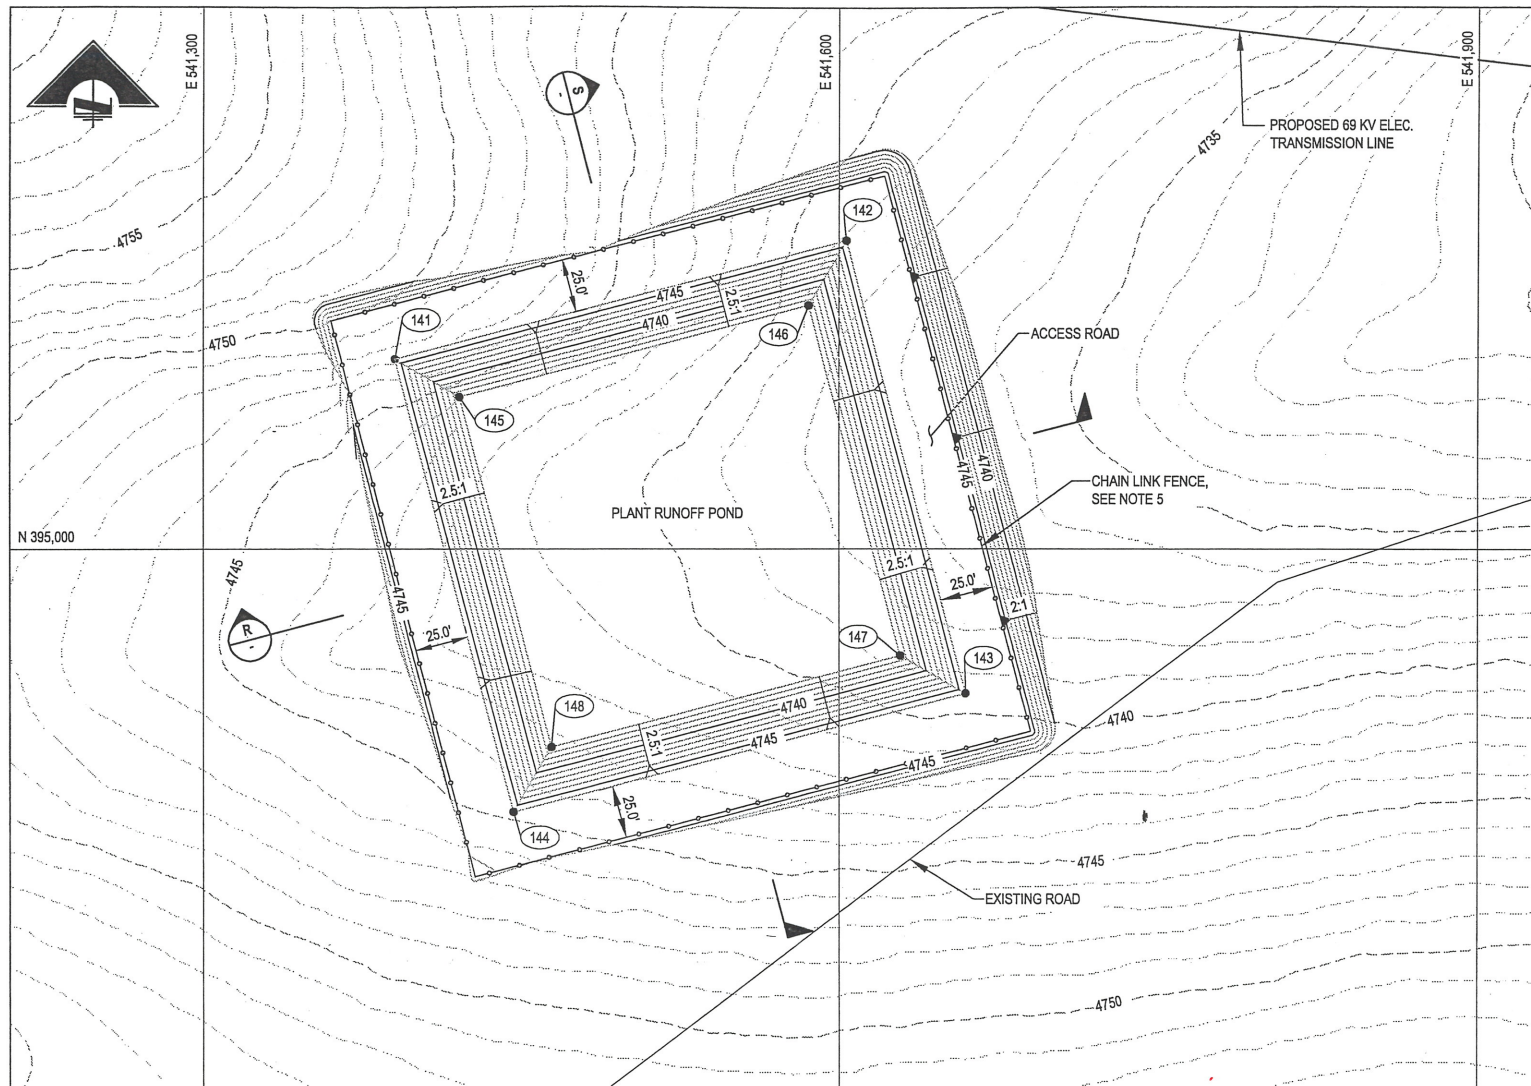 E 541,300
E 541,600
E 541,900
N
S
-
PROPOSED 69 KV ELEC.
TRANSMISSION LINE
4735
142
4755
25.0'
4745
2.5:1
4740
141
146
4750
ACCESS ROAD
145
4740
4745
CHAIN LINK FENCE,
SEE NOTE 5
2.5:1
PLANT RUNOFF POND
N 395,000
4745
2.5:1
25.0'
4745
2:1
R
-
25.0'
147
143
148
4740
4740
2.5:1
4745
4745
25.0'
144
4745
EXISTING ROAD
4750